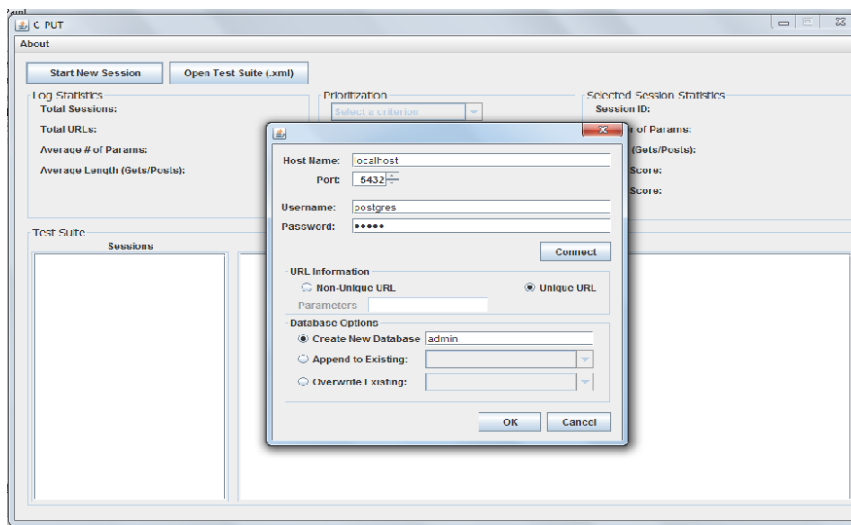 C PUT
About
Start New Session
Open Test Suite (.xml)
Log Statistics
Total Sessions:
Total URLs:
Average # of Params:
Average Length (Gets/Posts):
Prioritization
Select a criterion
Selected Session Statistics
Session ID:
r of Params:
(Gets/Posts):
Score:
Score:
Host Name: localhost
Port: 5432
Username: postgres
Password: •••••
Connect
URL Information
Non-Unique URL
Unique URL
Parameters
Database Options
Create New Database admin
Append to Existing:
Overwrite Existing:
OK
Cancel
Test Suite
Sessions